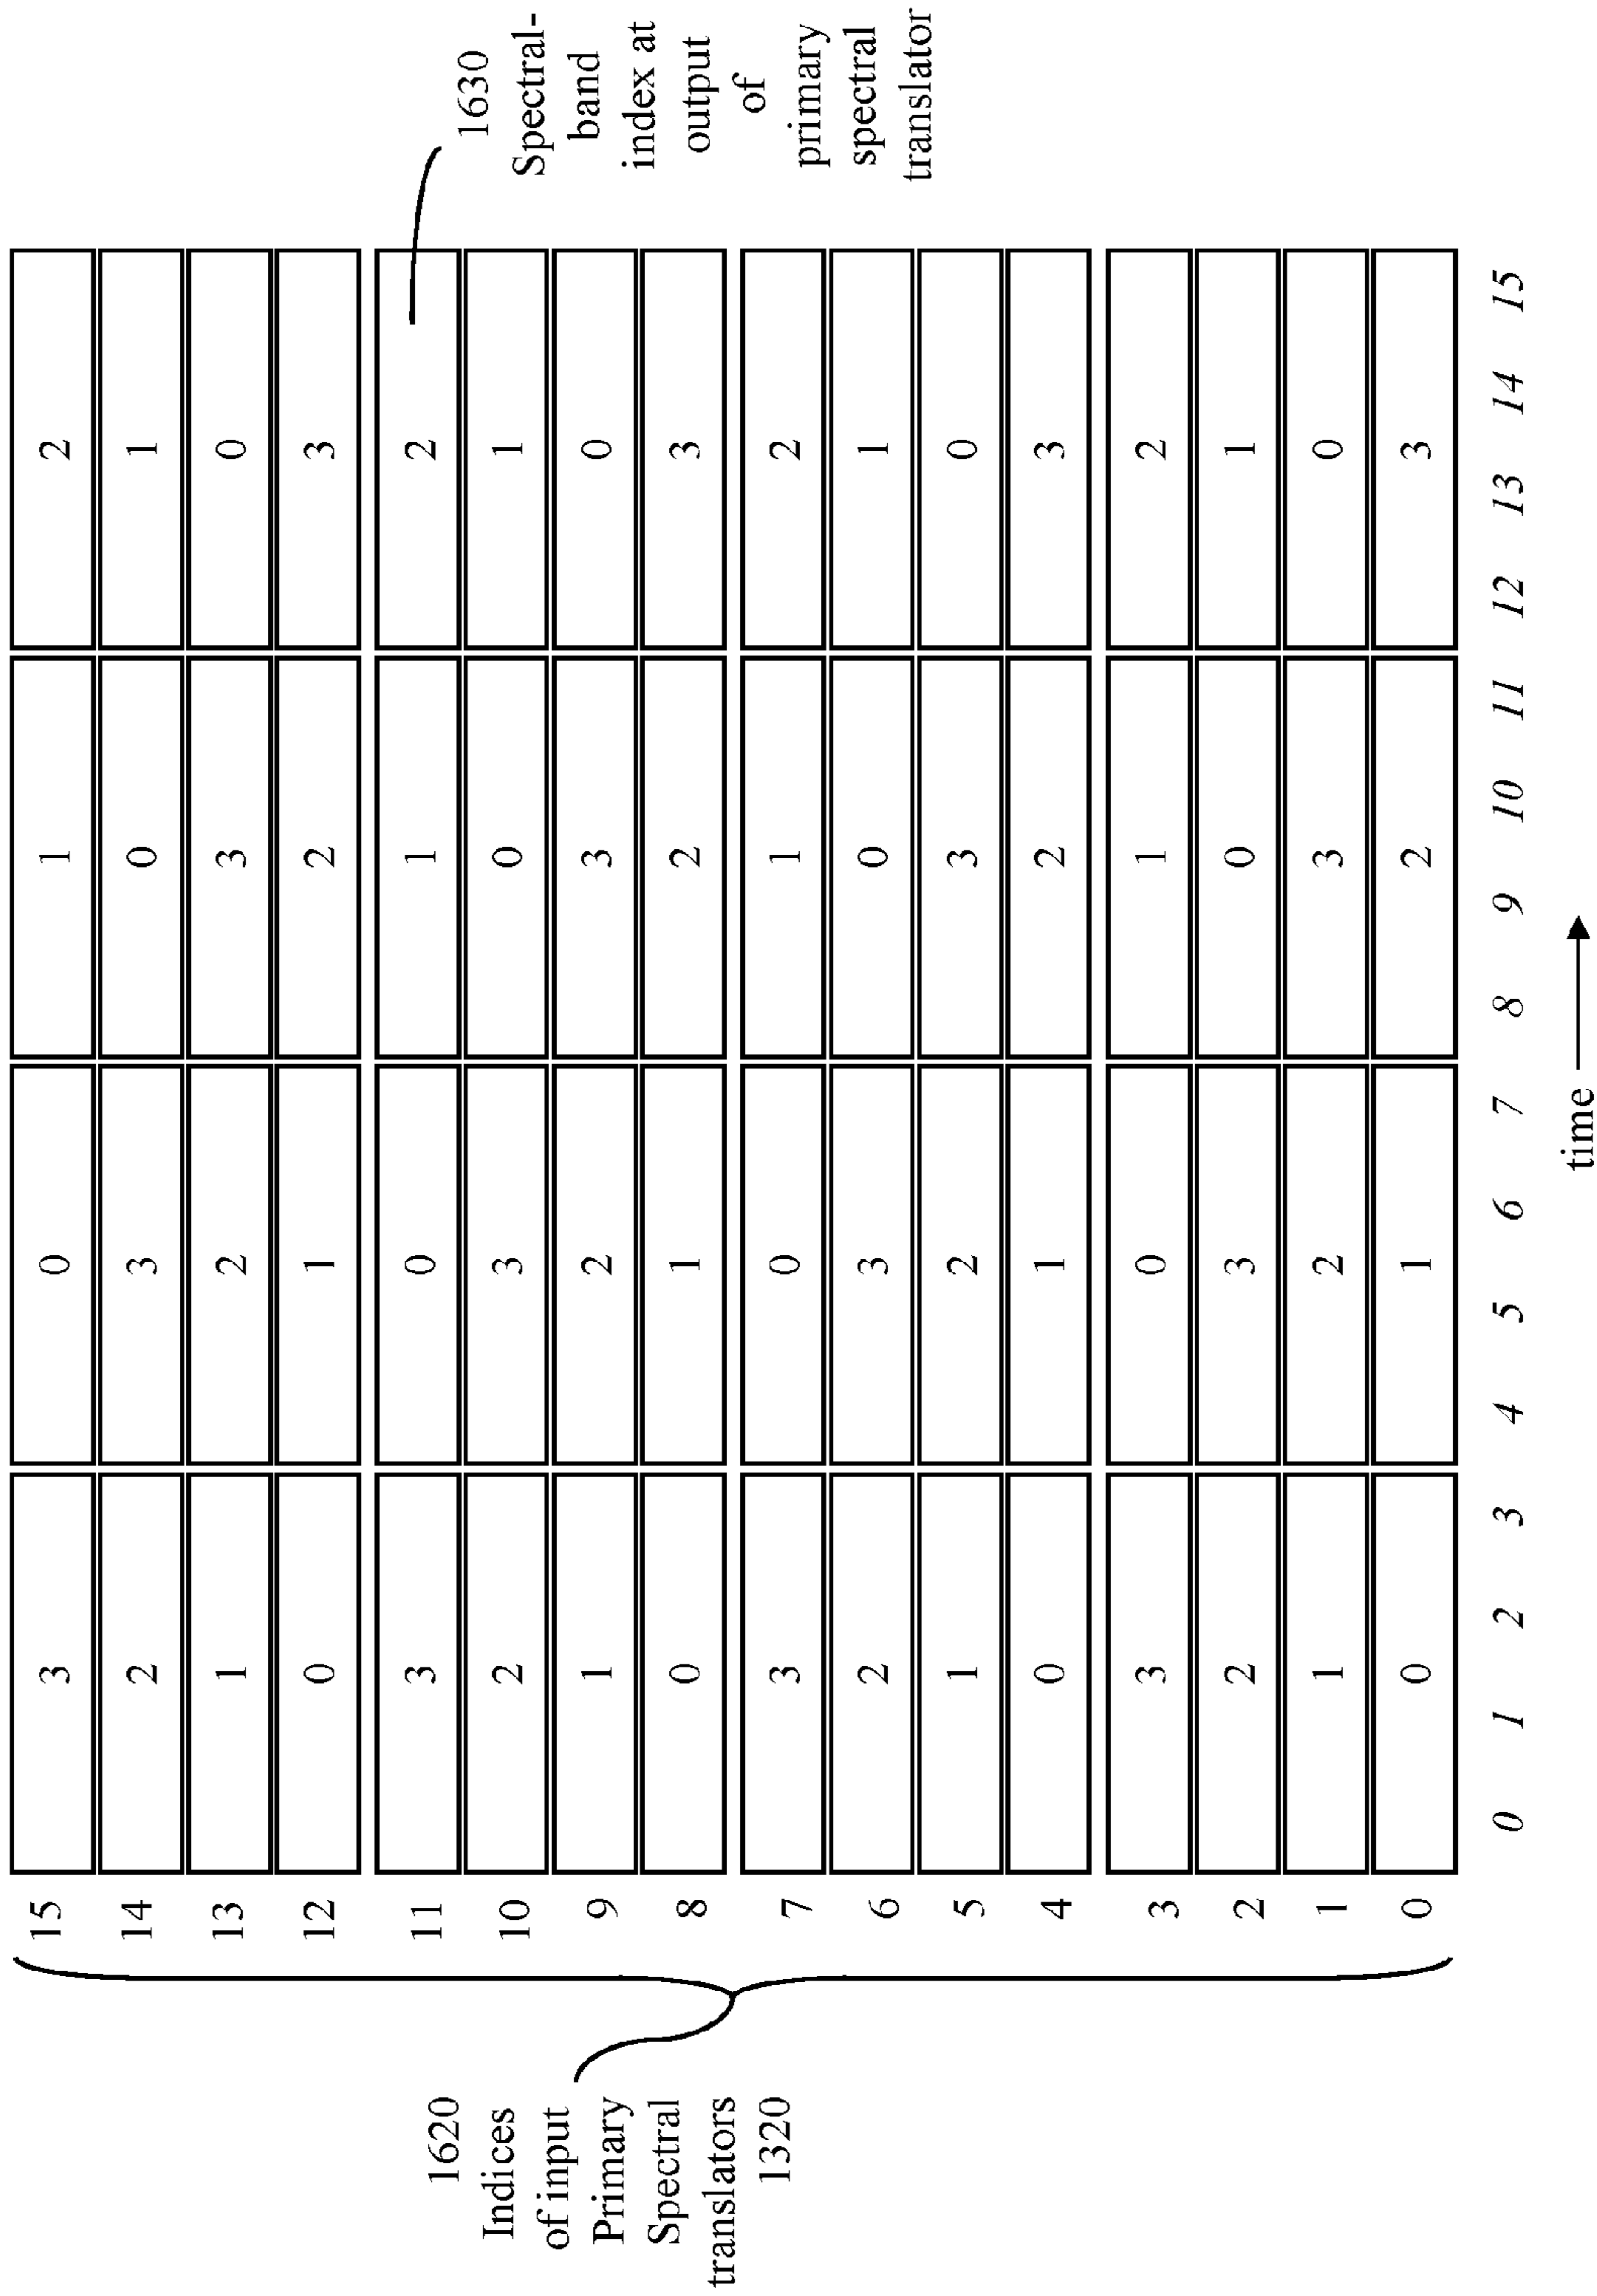 1620
Indices
of input
Primary
Spectral
translators
1320
15 3 0 1 2
14 2 3 0 1
13 1 2 3 0
12 0 1 2 3
11 3 0 1 2
10 2 3 0 1
9 1 2 3 0
8 0 1 2 3
7 3 0 1 2
6 2 3 0 1
5 1 2 3 0
4 0 1 2 3
3 3 0 1 2
2 2 3 0 1
1 1 2 3 0
0 0 1 2 3
0 1 2 3 4 5 6 7 8 9 10 11 12 13 14 15
time
1630
Spectral-
band
index at
output
of
primary
spectral
translator